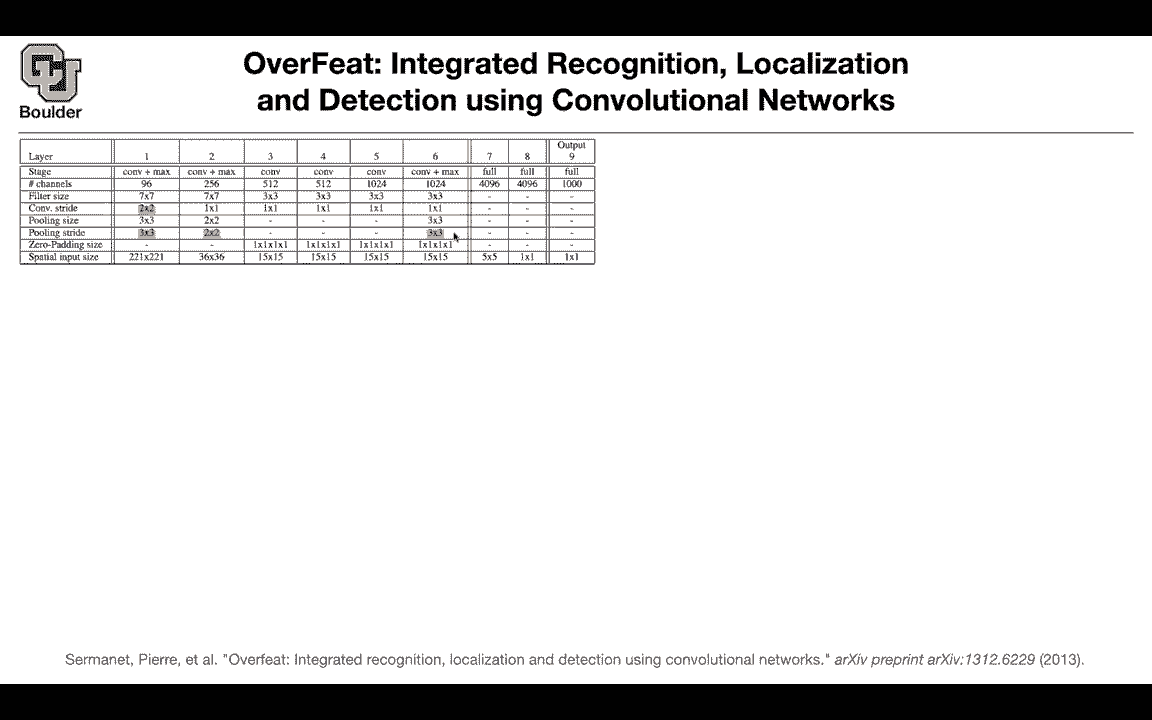 OverFeat: Integrated Recognition, Localization
and Detection using Convolutional Networks
Boulder
Output
Layer 1 2 3 4 5 6 7 8 9
Stage conv + max conv + max conv conv conv conv + max full full full
# channels 96 256 512 512 1024 1024 4096 4096 1000
Filter size 7x7 7x7 3x3 3x3 3x3 3x3 - - -
Conv. stride 2x2 1x1 1x1 1x1 1x1 1x1 - - -
Pooling size 3x3 2x2 - - - 3x3 - - -
Pooling stride 3x3 2x2 - - - 3x3 - - -
Zero-Padding size - - 1x1x1x1 1x1x1x1 1x1x1x1 1x1x1x1 - - -
Spatial input size 221x221 36x36 15x15 15x15 15x15 15x15 5x5 1x1 1x1
Sermanet, Pierre, et al. "Overfeat: Integrated recognition, localization and detection using convolutional networks." arXiv preprint arXiv:1312.6229 (2013).